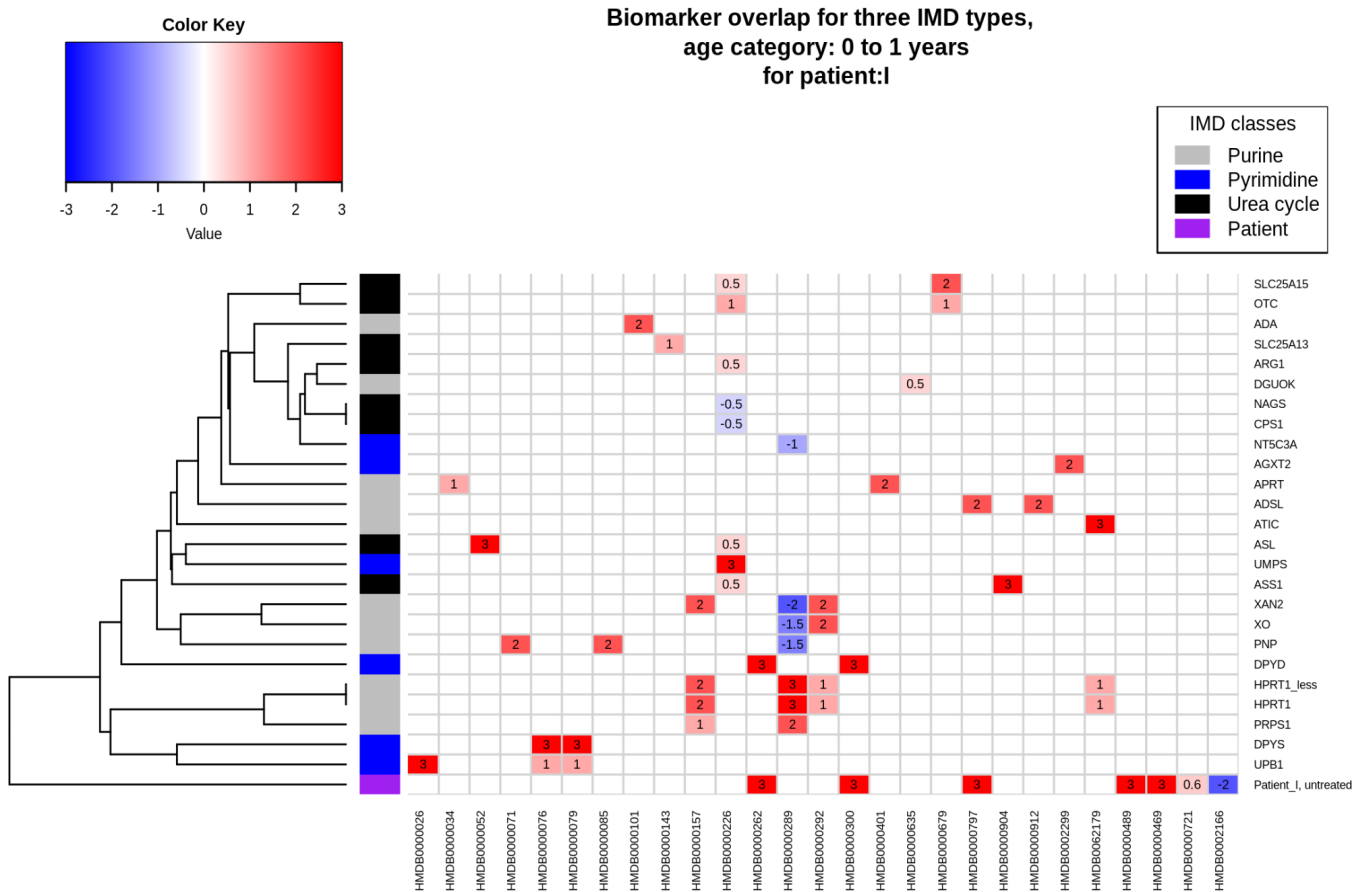 Biomarker overlap for three IMD types,
age category: 0 to 1 years
for patient:I
Color Key
-3 -2 -1 0 1 2 3
Value
IMD classes
Purine
Pyrimidine
Urea cycle
Patient
0.5 2 SLC25A15
1 1 OTC
2 ADA
1 SLC25A13
0.5 ARG1
0.5 DGUOK
-0.5 NAGS
-0.5 CPS1
-1 NT5C3A
2 AGXT2
1 2 APRT
2 2 ADSL
3 ATIC
3 0.5 ASL
3 UMPS
0.5 3 ASS1
2 -2 2 XAN2
-1.5 2 XO
2 2 -1.5 PNP
3 3 DPYD
2 3 1 1 HPRT1_less
2 3 1 1 HPRT1
1 2 PRPS1
3 3 DPYS
3 1 1 UPB1
3 3 3 3 3 0.6 -2 Patient_I, untreated
HMDB0000026
HMDB0000034
HMDB0000052
HMDB0000071
HMDB0000076
HMDB0000079
HMDB0000085
HMDB0000101
HMDB0000143
HMDB0000157
HMDB0000226
HMDB0000262
HMDB0000289
HMDB0000292
HMDB0000300
HMDB0000401
HMDB0000635
HMDB0000679
HMDB0000797
HMDB0000904
HMDB0000912
HMDB0002299
HMDB0062179
HMDB0000489
HMDB0000469
HMDB0000721
HMDB0002166